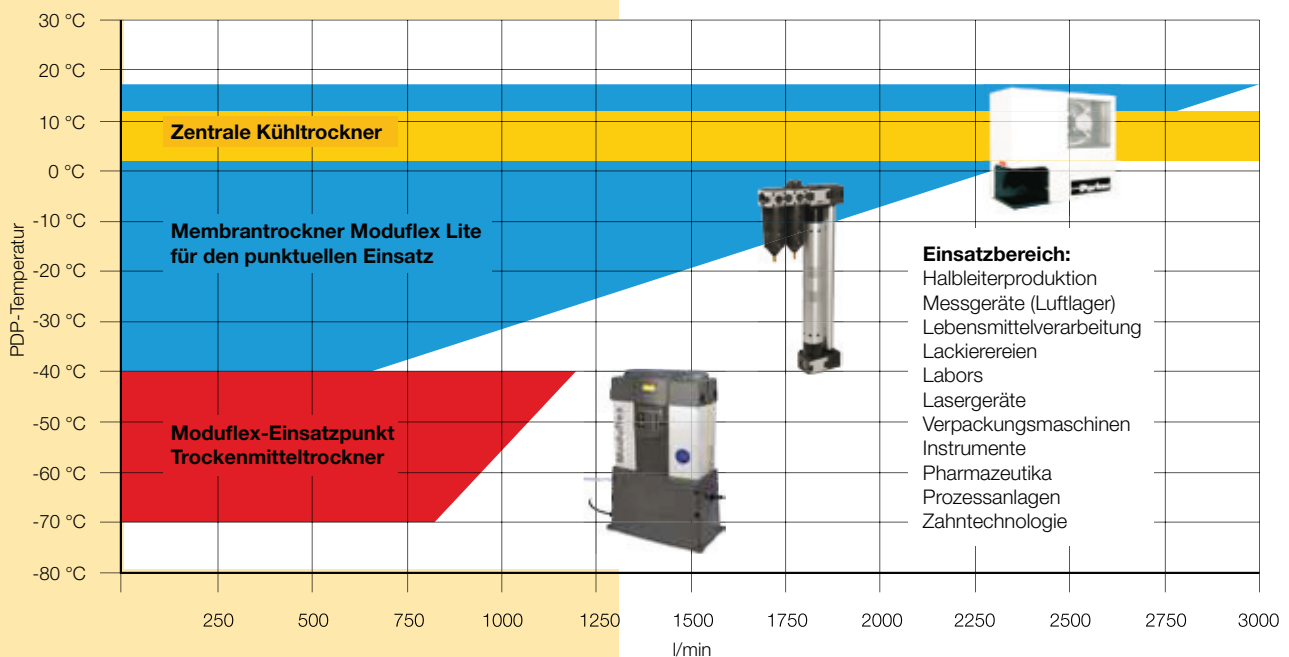 30 °C
20 °C
10 °C
0 °C
-10 °C
-20 °C
-30 °C
-40 °C
-50 °C
-60 °C
-70 °C
-80 °C
PDP-Temperatur
Zentrale Kühltrockner
Membrantrockner Moduflex Lite
für den punktuellen Einsatz
Moduflex-Einsatzpunkt
Trockenmitteltrockner
Moduflex
Parker
Einsatzbereich:
Halbleiterproduktion
Messgeräte (Luftlager)
Lebensmittelverarbeitung
Lackierereien
Labors
Lasergeräte
Verpackungsmaschinen
Instrumente
Pharmazeutika
Prozessanlagen
Zahntechnologie
250 500 750 1000 1250 1500 1750 2000 2250 2500 2750 3000
l/min